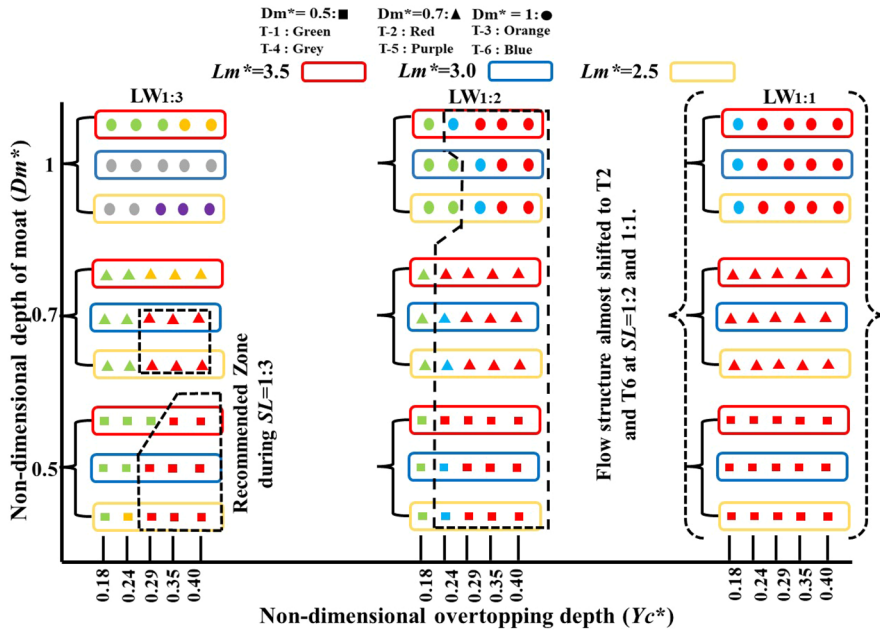 Dm*= 0.5:■ Dm*=0.7:▲ Dm*= 1:●
T-1 : Green T-2 : Red T-3 : Orange
T-4 : Grey T-5 : Purple T-6 : Blue
Lm*=3.5 Lm*=3.0 Lm*=2.5
LW1:3 LW1:2 LW1:1
Non-dimensional depth of moat (Dm*)
1
0.7
0.5
Recommended Zone
during SL=1:3
Flow structure almost shifted to T2
and T6 at SL=1:2 and 1:1.
0.18 0.24 0.29 0.35 0.40 0.18 0.24 0.29 0.35 0.40 0.18 0.24 0.29 0.35 0.40
Non-dimensional overtopping depth (Yc*)